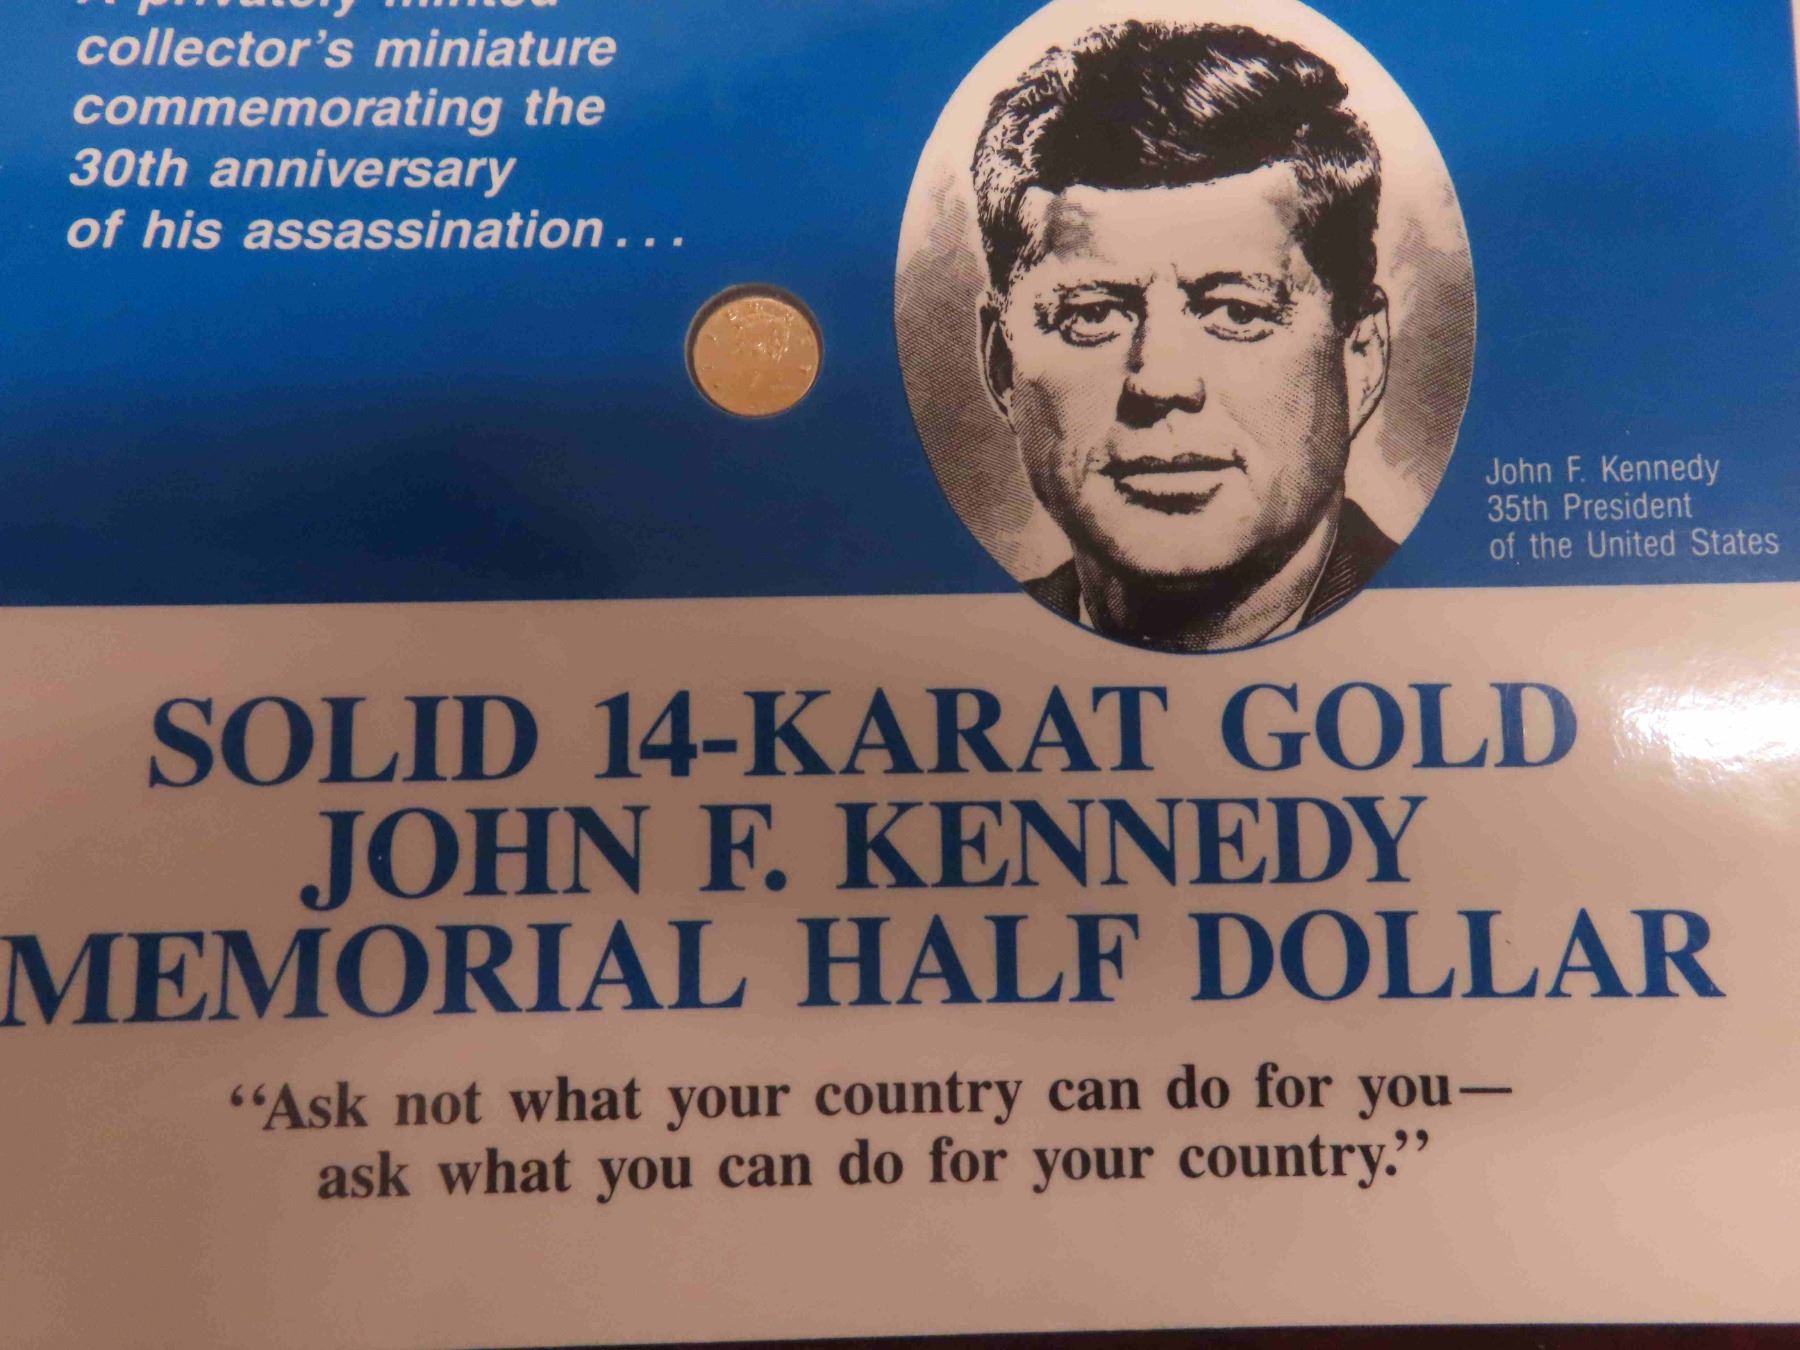 A privately minted
collector's miniature
commemorating the
30th anniversary
of his assassination...
John F. Kennedy
35th President
of the United States
SOLID 14-KARAT GOLD
JOHN F. KENNEDY
MEMORIAL HALF DOLLAR
“Ask not what your country can do for you—
ask what you can do for your country.”